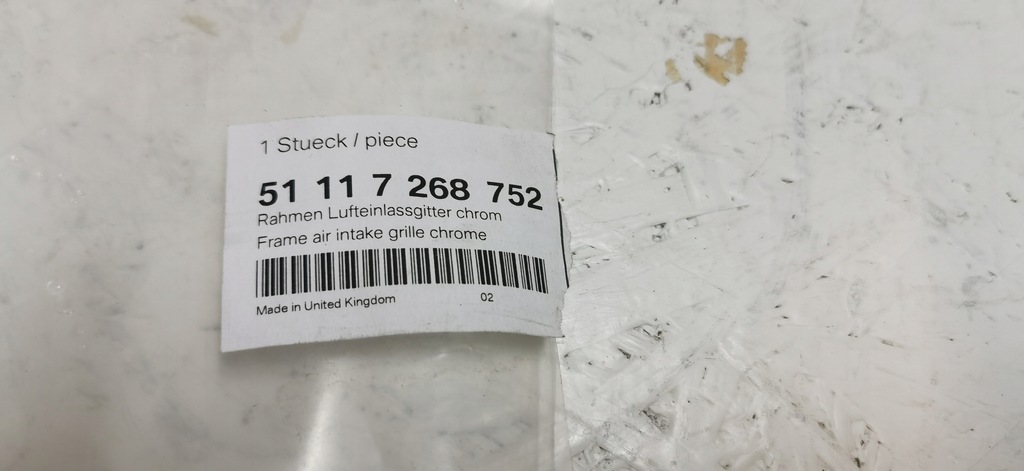 1 Stueck / piece
51 11 7 268 752
Rahmen Lufteinlassgitter chrom
Frame air intake grille chrome
Made in United Kingdom 02